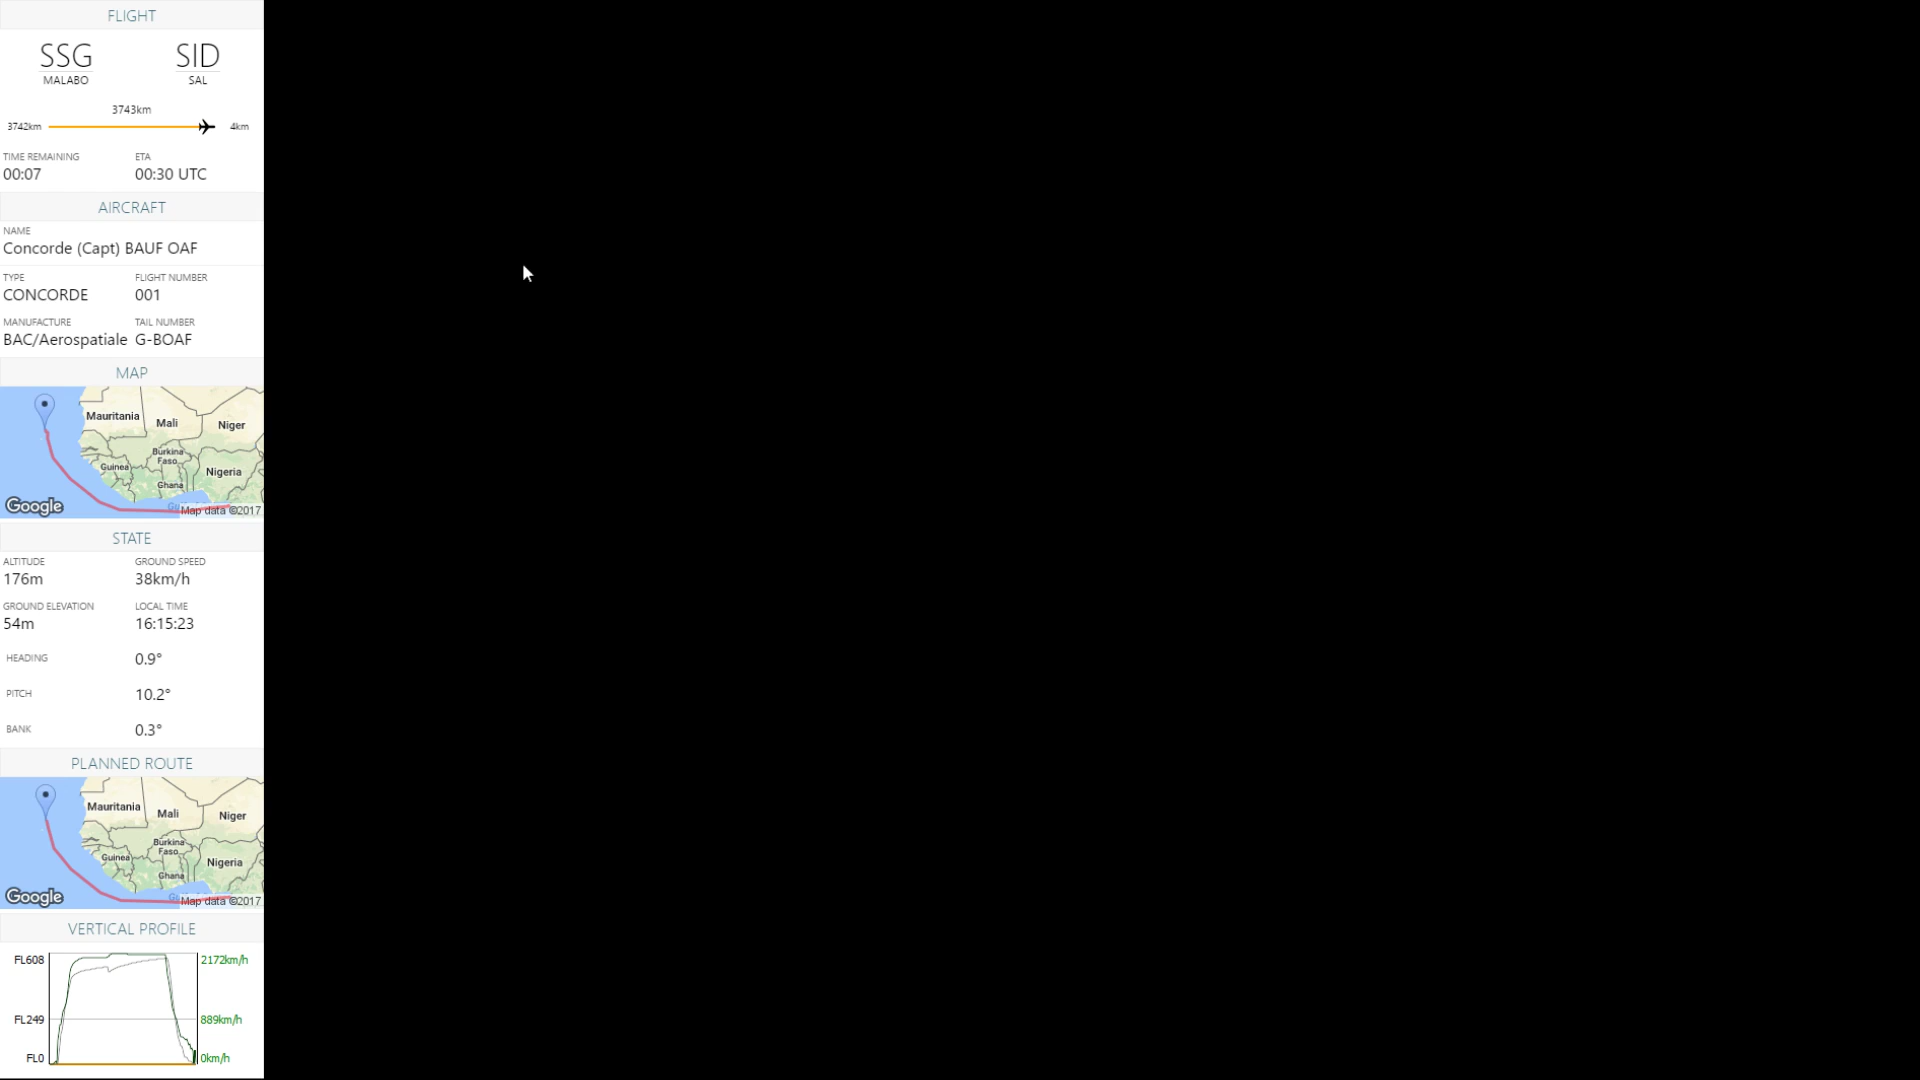 FLIGHT
SSG SID
MALABO SAL
3743km
3742km 4km
TIME REMAINING ETA
00:07 00:30 UTC
AIRCRAFT
NAME
Concorde (Capt) BAUF OAF
TYPE FLIGHT NUMBER
CONCORDE 001
MANUFACTURE TAIL NUMBER
BAC/Aerospatiale G-BOAF
MAP
Mauritania
Mali
Niger
Burkina
Faso
Guinea
Nigeria
Ghana
Google
Gu
Map data ©2017
STATE
ALTITUDE GROUND SPEED
176m 38km/h
GROUND ELEVATION LOCAL TIME
54m 16:15:23
HEADING 0.9°
PITCH 10.2°
BANK 0.3°
PLANNED ROUTE
Mauritania
Mali
Niger
Burkina
Faso
Guinea
Nigeria
Ghana
Google
Gu
Map data ©2017
VERTICAL PROFILE
FL608 2172km/h
FL249 889km/h
FL0 0km/h